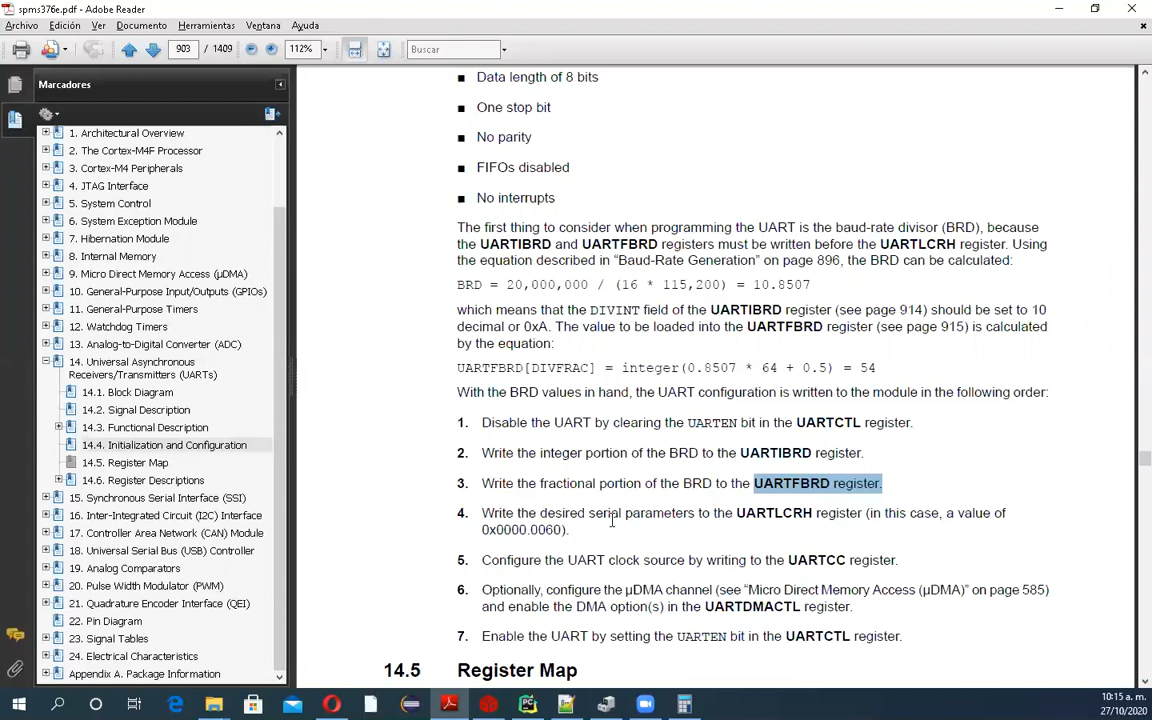 spms376e.pdf - Adobe Reader
Archivo Edición Ver Documento Herramientas Ventana Ayuda
903 / 1409 112% Buscar
Marcadores
1. Architectural Overview
2. The Cortex-M4F Processor
3. Cortex-M4 Peripherals
4. JTAG Interface
5. System Control
6. System Exception Module
7. Hibernation Module
8. Internal Memory
9. Micro Direct Memory Access (µDMA)
10. General-Purpose Input/Outputs (GPIOs)
11. General-Purpose Timers
12. Watchdog Timers
13. Analog-to-Digital Converter (ADC)
14. Universal Asynchronous
Receivers/Transmitters (UARTs)
14.1. Block Diagram
14.2. Signal Description
14.3. Functional Description
14.4. Initialization and Configuration
14.5. Register Map
14.6. Register Descriptions
15. Synchronous Serial Interface (SSI)
16. Inter-Integrated Circuit (I2C) Interface
17. Controller Area Network (CAN) Module
18. Universal Serial Bus (USB) Controller
19. Analog Comparators
20. Pulse Width Modulator (PWM)
21. Quadrature Encoder Interface (QEI)
22. Pin Diagram
23. Signal Tables
24. Electrical Characteristics
Appendix A. Package Information
■ Data length of 8 bits
■ One stop bit
■ No parity
■ FIFOs disabled
■ No interrupts
The first thing to consider when programming the UART is the baud-rate divisor (BRD), because
the UARTIBRD and UARTFBRD registers must be written before the UARTLCRH register. Using
the equation described in “Baud-Rate Generation” on page 896, the BRD can be calculated:
BRD = 20,000,000 / (16 * 115,200) = 10.8507
which means that the DIVINT field of the UARTIBRD register (see page 914) should be set to 10
decimal or 0xA. The value to be loaded into the UARTFBRD register (see page 915) is calculated
by the equation:
UARTFBRD[DIVFRAC] = integer(0.8507 * 64 + 0.5) = 54
With the BRD values in hand, the UART configuration is written to the module in the following order:
1. Disable the UART by clearing the UARTEN bit in the UARTCTL register.
2. Write the integer portion of the BRD to the UARTIBRD register.
3. Write the fractional portion of the BRD to the UARTFBRD register.
4. Write the desired serial parameters to the UARTLCRH register (in this case, a value of
0x0000.0060).
5. Configure the UART clock source by writing to the UARTCC register.
6. Optionally, configure the µDMA channel (see “Micro Direct Memory Access (µDMA)” on page 585)
and enable the DMA option(s) in the UARTDMACTL register.
7. Enable the UART by setting the UARTEN bit in the UARTCTL register.
14.5 Register Map
10:15 a. m.
27/10/2020